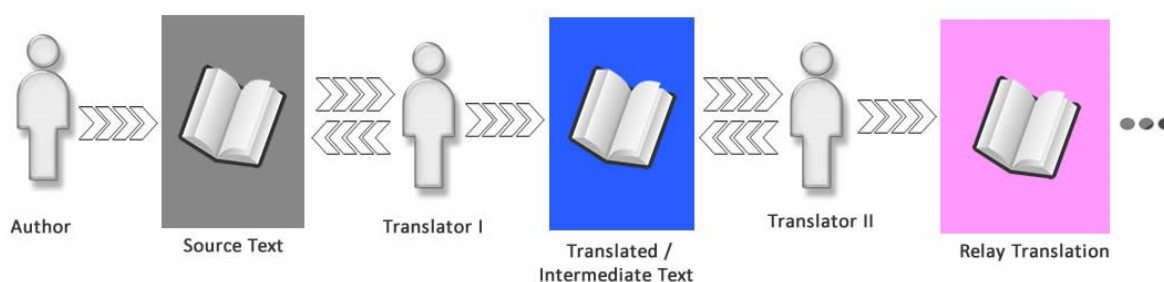 Author
Source Text
Translator I
Translated /
Intermediate Text
Translator II
Relay Translation